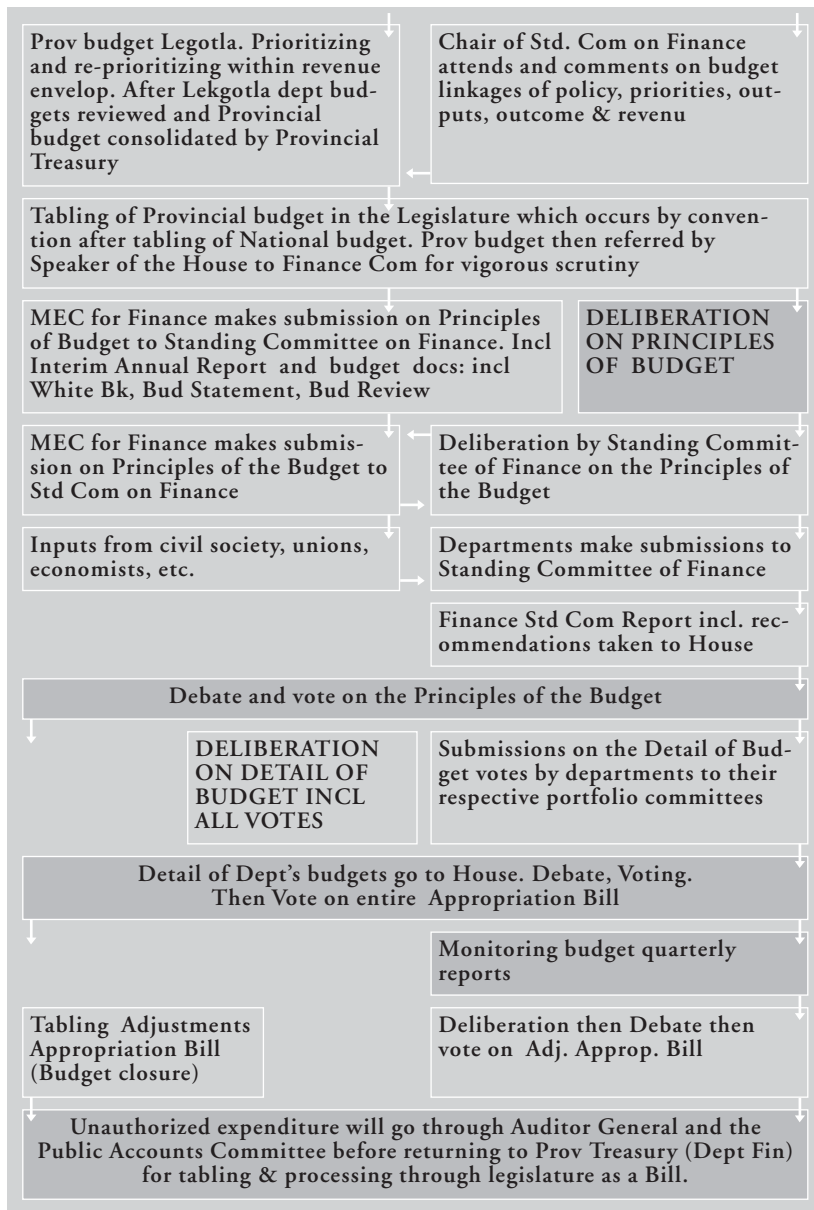 Prov budget Legotla. Prioritizing
and re-prioritizing within revenue
envelop. After Lekgotla dept bud-
gets reviewed and Provincial
budget consolidated by Provincial
Treasury
Chair of Std. Com on Finance
attends and comments on budget
linkages of policy, priorities, out-
puts, outcome & revenu
Tabling of Provincial budget in the Legislature which occurs by conven-
tion after tabling of National budget. Prov budget then referred by
Speaker of the House to Finance Com for vigorous scrutiny
MEC for Finance makes submission on Principles
of Budget to Standing Committee on Finance. Incl
Interim Annual Report and budget docs: incl
White Bk, Bud Statement, Bud Review
DELIBERATION
ON PRINCIPLES
OF BUDGET
MEC for Finance makes submis-
sion on Principles of the Budget to
Std Com on Finance
Deliberation by Standing Commit-
tee of Finance on the Principles of
the Budget
Inputs from civil society, unions,
economists, etc.
Departments make submissions to
Standing Committee of Finance
Finance Std Com Report incl. rec-
ommendations taken to House
Debate and vote on the Principles of the Budget
DELIBERATION
ON DETAIL OF
BUDGET INCL
ALL VOTES
Submissions on the Detail of Bud-
get votes by departments to their
respective portfolio committees
Detail of Dept's budgets go to House. Debate, Voting.
Then Vote on entire Appropriation Bill
Monitoring budget quarterly
reports
Tabling Adjustments
Appropriation Bill
(Budget closure)
Deliberation then Debate then
vote on Adj. Approp. Bill
Unauthorized expenditure will go through Auditor General and the
Public Accounts Committee before returning to Prov Treasury (Dept Fin)
for tabling & processing through legislature as a Bill.